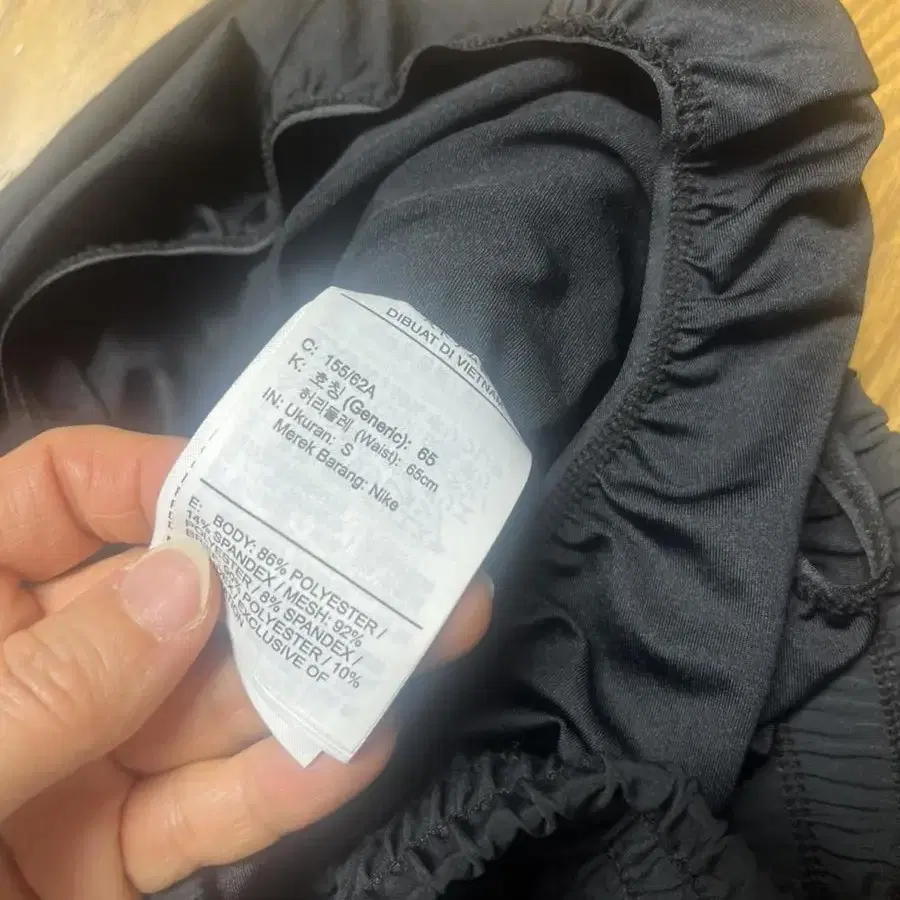 DIBUAT DI VIETNAM
C: 155/62A
K: 호칭 (Generic): 65
허리둘레 (Waist): 65cm
IN: Ukuran: S
Merek Barang: Nike
E: BODY: 86% POLYESTER /
14% SPANDEX / MESH: 92%
POLYESTER / 8% SPANDEX /
POLYESTER / 10%
EXCLUSIVE OF